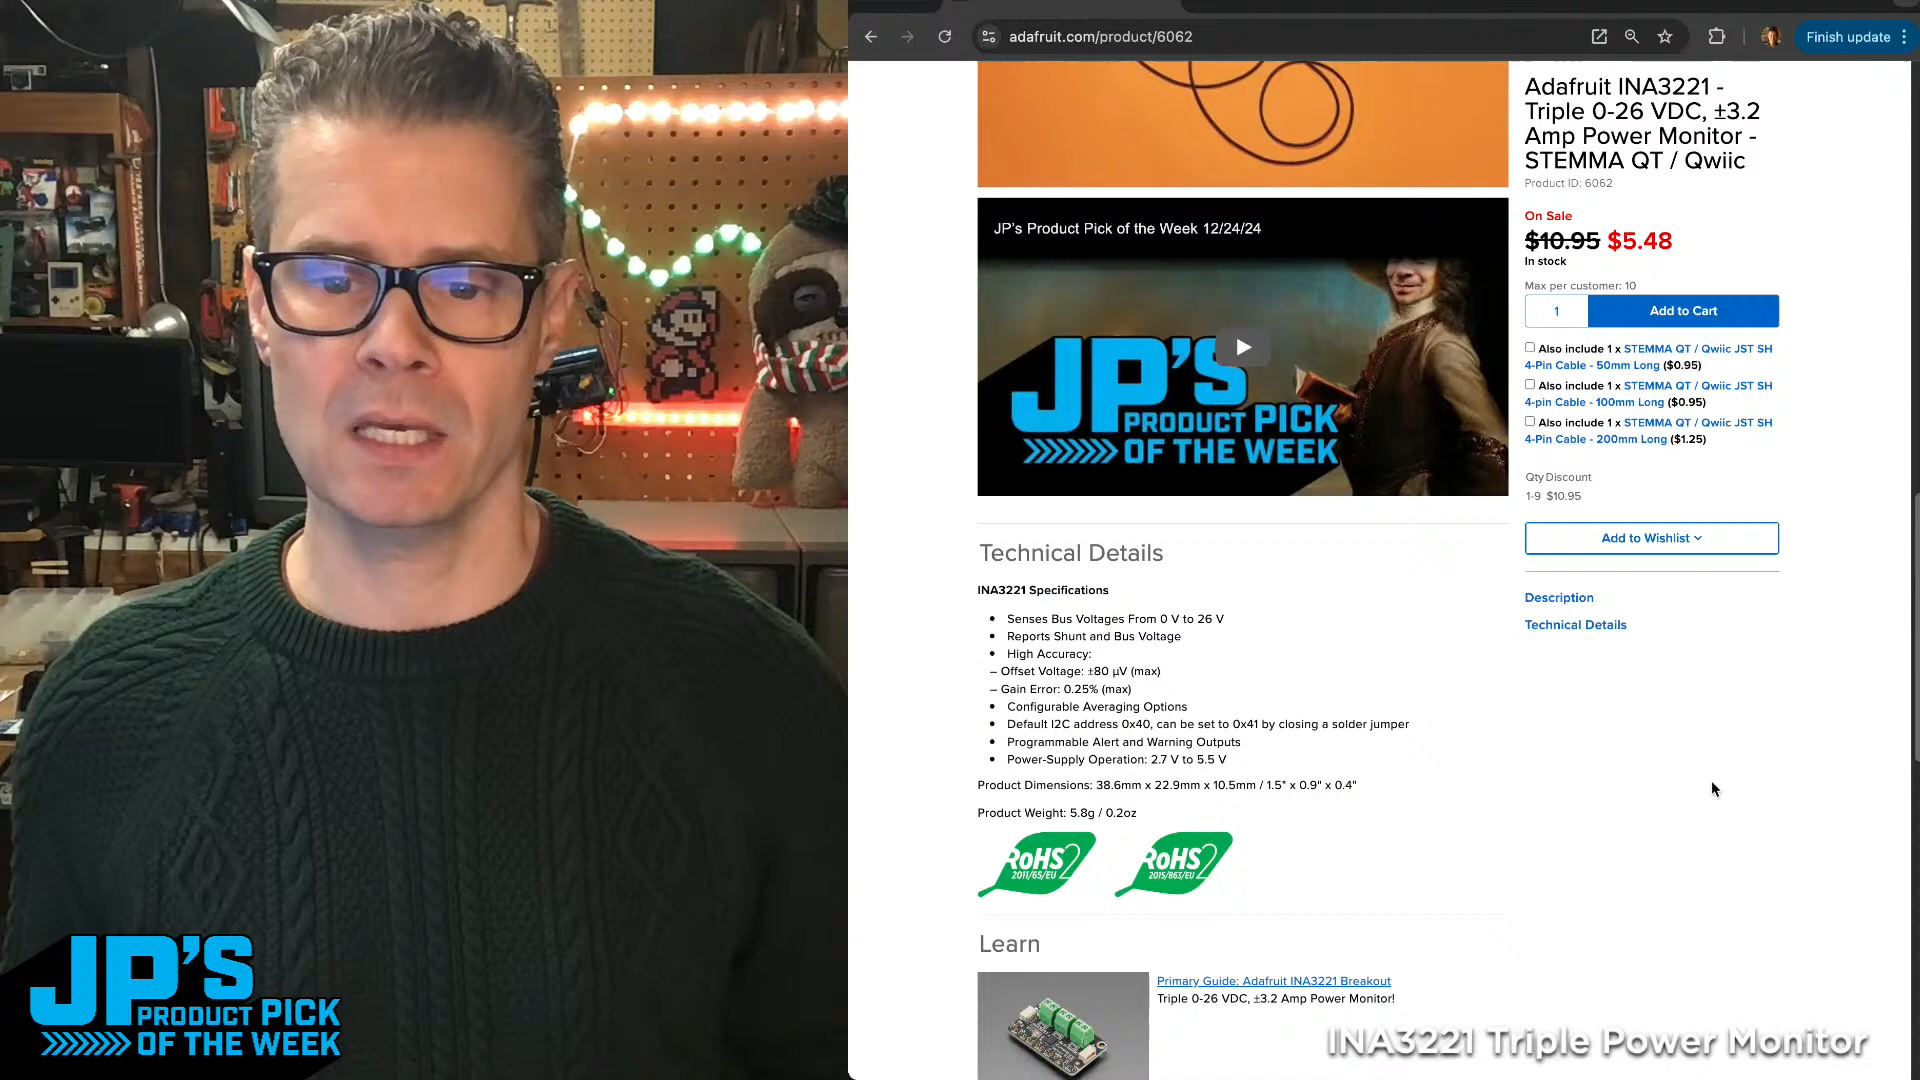 adafruit.com/product/6062
Finish update
Adafruit INA3221 -
Triple 0-26 VDC, ±3.2
Amp Power Monitor -
STEMMA QT / Qwiic
Product ID: 6062
On Sale
$10.95 $5.48
In stock
Max per customer: 10
1
Add to Cart
Also include 1 x STEMMA QT / Qwiic JST SH
4-Pin Cable - 50mm Long ($0.95)
Also include 1 x STEMMA QT / Qwiic JST SH
4-pin Cable - 100mm Long ($0.95)
Also include 1 x STEMMA QT / Qwiic JST SH
4-Pin Cable - 200mm Long ($1.25)
Qty Discount
1-9 $10.95
Add to Wishlist
Description
Technical Details
JP's Product Pick of the Week 12/24/24
JP'S
PRODUCT PICK
OF THE WEEK
Technical Details
INA3221 Specifications
• Senses Bus Voltages From 0 V to 26 V
• Reports Shunt and Bus Voltage
• High Accuracy:
– Offset Voltage: ±80 µV (max)
– Gain Error: 0.25% (max)
• Configurable Averaging Options
• Default I2C address 0x40, can be set to 0x41 by closing a solder jumper
• Programmable Alert and Warning Outputs
• Power-Supply Operation: 2.7 V to 5.5 V
Product Dimensions: 38.6mm x 22.9mm x 10.5mm / 1.5" x 0.9" x 0.4"
Product Weight: 5.8g / 0.2oz
RoHS 2
2011/65/EU
RoHS 2
2015/863/EU
Learn
Primary Guide: Adafruit INA3221 Breakout
Triple 0-26 VDC, ±3.2 Amp Power Monitor!
JP'S
PRODUCT PICK
OF THE WEEK
INA3221 Triple Power Monitor